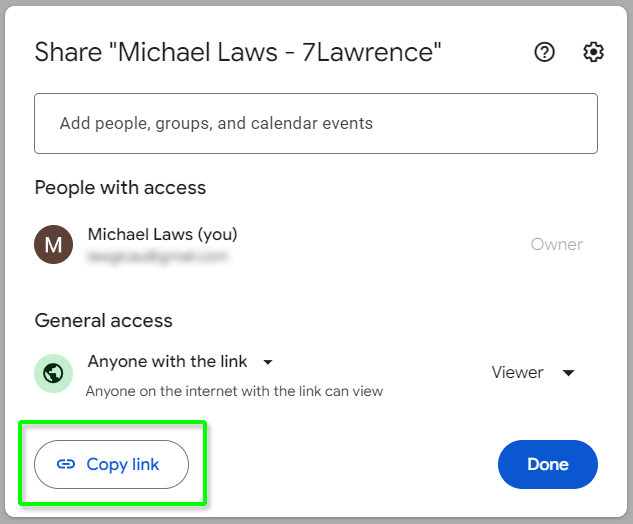 Share "Michael Laws - 7Lawrence"
Add people, groups, and calendar events
People with access
M
Michael Laws (you)
Owner
General access
Anyone with the link
Anyone on the internet with the link can view
Viewer
Copy link
Done